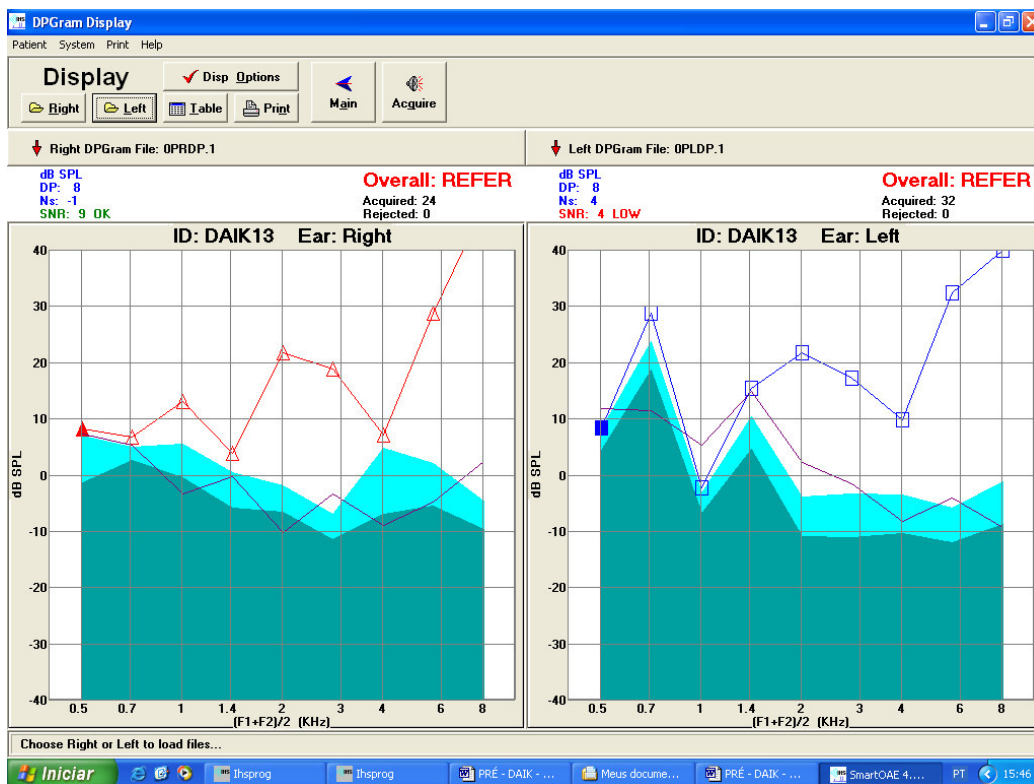 DPGram Display
Patient System Print Help
Display
Disp Options
Right
Left
Table
Print
Main
Acquire
Right DPGram File: 0PRDP.1
Left DPGram File: 0PLDP.1
dB SPL
DP: 8
Ns: -1
SNR: 9 OK
Overall: REFER
Acquired: 24
Rejected: 0
dB SPL
DP: 8
Ns: 4
SNR: 4 LOW
Overall: REFER
Acquired: 32
Rejected: 0
ID: DAIK13 Ear: Right
40
30
20
10
0
-10
-20
-30
-40
dB SPL
0.5 0.7 1 1.4 2 3 4 6 8
(F1+F2)/2 (KHz)
ID: DAIK13 Ear: Left
40
30
20
10
0
-10
-20
-30
-40
dB SPL
0.5 0.7 1 1.4 2 3 4 6 8
(F1+F2)/2 (KHz)
Choose Right or Left to load files...
Iniciar
Ihsprog
Ihsprog
PRÉ - DAIK - ...
Meus docume...
PRÉ - DAIK - ...
SmartOAE 4....
PT